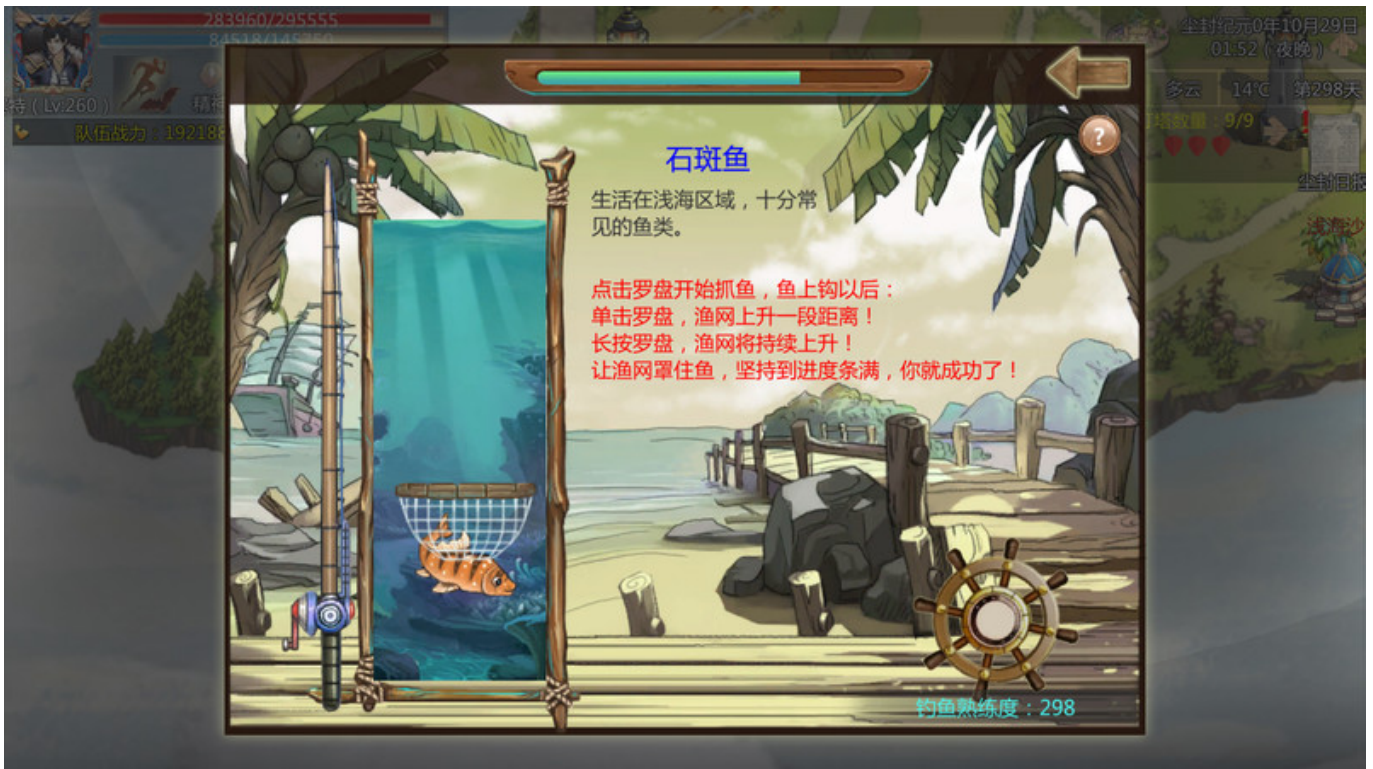 283960/295555
84518/145750
尘封纪元0年10月29日
01:52（夜晚）
特（Lv.260）
精神
多云 14℃ 第298天
队伍战力：192188
灯塔数量：9/9
?
尘封日报
石斑鱼
生活在浅海区域，十分常
见的鱼类。
浅海沙
点击罗盘开始抓鱼，鱼上钩以后：
单击罗盘，渔网上升一段距离！
长按罗盘，渔网将持续上升！
让渔网罩住鱼，坚持到进度条满，你就成功了！
钓鱼熟练度：298